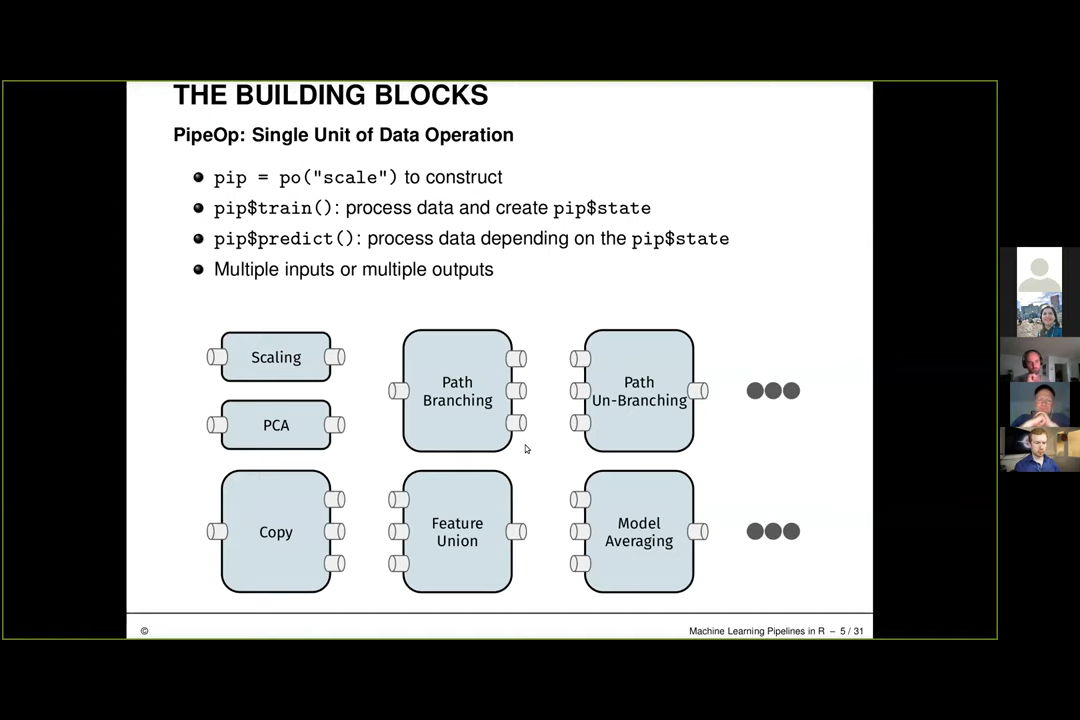 THE BUILDING BLOCKS
PipeOp: Single Unit of Data Operation
pip = po("scale") to construct
pip$train(): process data and create pip$state
pip$predict(): process data depending on the pip$state
Multiple inputs or multiple outputs
Scaling
PCA
Path
Branching
Path
Un-Branching
Copy
Feature
Union
Model
Averaging
©
Machine Learning Pipelines in R – 5 / 31